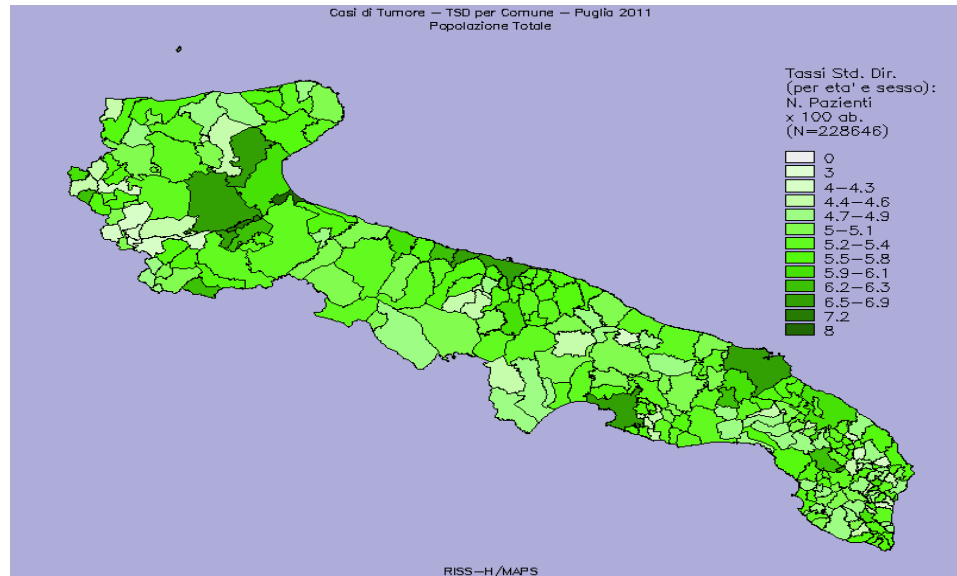 Casi di Tumore – TSD per Comune – Puglia 2011
Popolazione Totale
Tassi Std. Dir.
(per eta' e sesso):
N. Pazienti
x 100 ab.
(N=228646)
0
3
4–4.3
4.4–4.6
4.7–4.9
5–5.1
5.2–5.4
5.5–5.8
5.9–6.1
6.2–6.3
6.5–6.9
7.2
8
RISS–H/MAPS